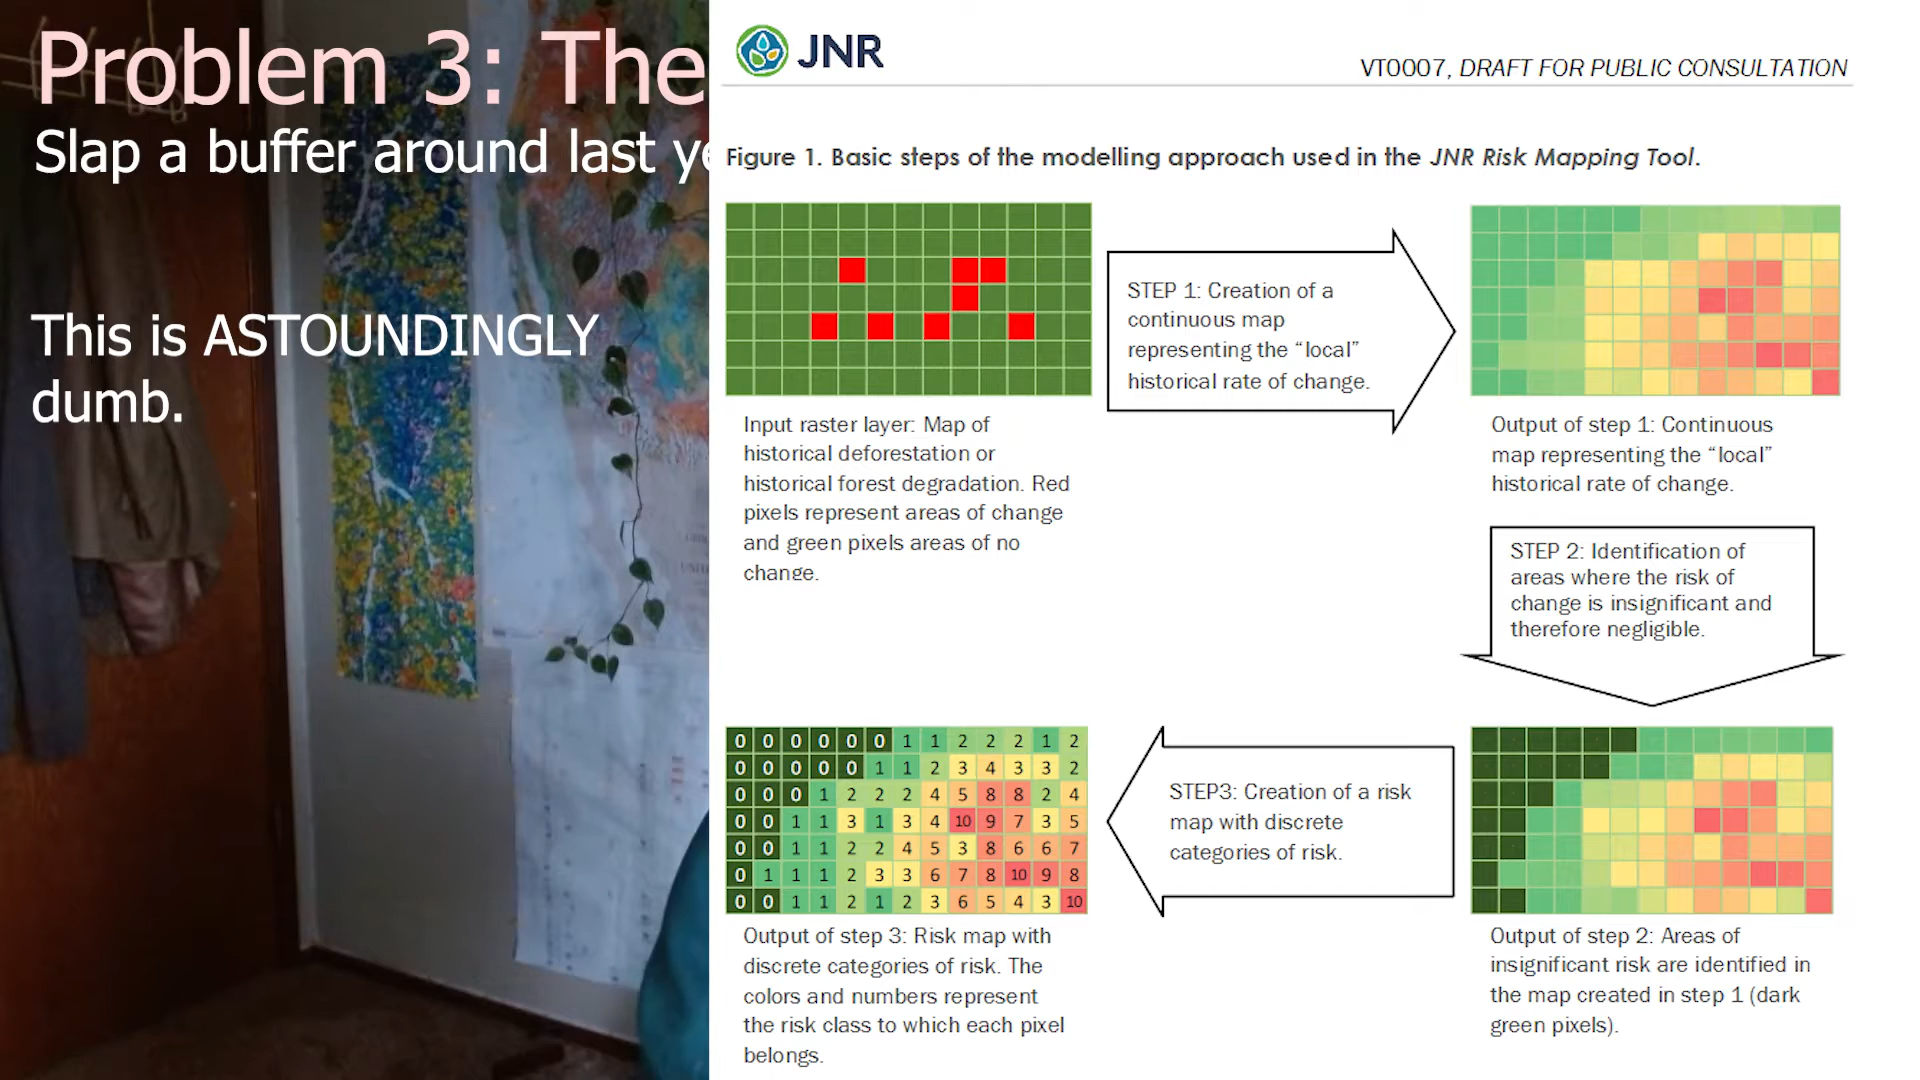 Problem 3: The
Slap a buffer around last ye
This is ASTOUNDINGLY
dumb.
JNR
VT0007, DRAFT FOR PUBLIC CONSULTATION
Figure 1. Basic steps of the modelling approach used in the JNR Risk Mapping Tool.
STEP 1: Creation of a
continuous map
representing the “local”
historical rate of change.
Input raster layer: Map of
historical deforestation or
historical forest degradation. Red
pixels represent areas of change
and green pixels areas of no
change.
Output of step 1: Continuous
map representing the “local”
historical rate of change.
STEP 2: Identification of
areas where the risk of
change is insignificant and
therefore negligible.
0 0 0 0 0 0 1 1 2 2 2 1 2
0 0 0 0 0 1 1 2 3 4 3 3 2
0 0 0 1 2 2 2 4 5 8 8 2 4
0 0 1 1 3 1 3 4 10 9 7 3 5
0 0 1 1 2 2 4 5 3 8 6 6 7
0 1 1 1 2 3 3 6 7 8 10 9 8
0 0 1 1 2 1 2 3 6 5 4 3 10
STEP3: Creation of a risk
map with discrete
categories of risk.
Output of step 3: Risk map with
discrete categories of risk. The
colors and numbers represent
the risk class to which each pixel
belongs.
Output of step 2: Areas of
insignificant risk are identified in
the map created in step 1 (dark
green pixels).